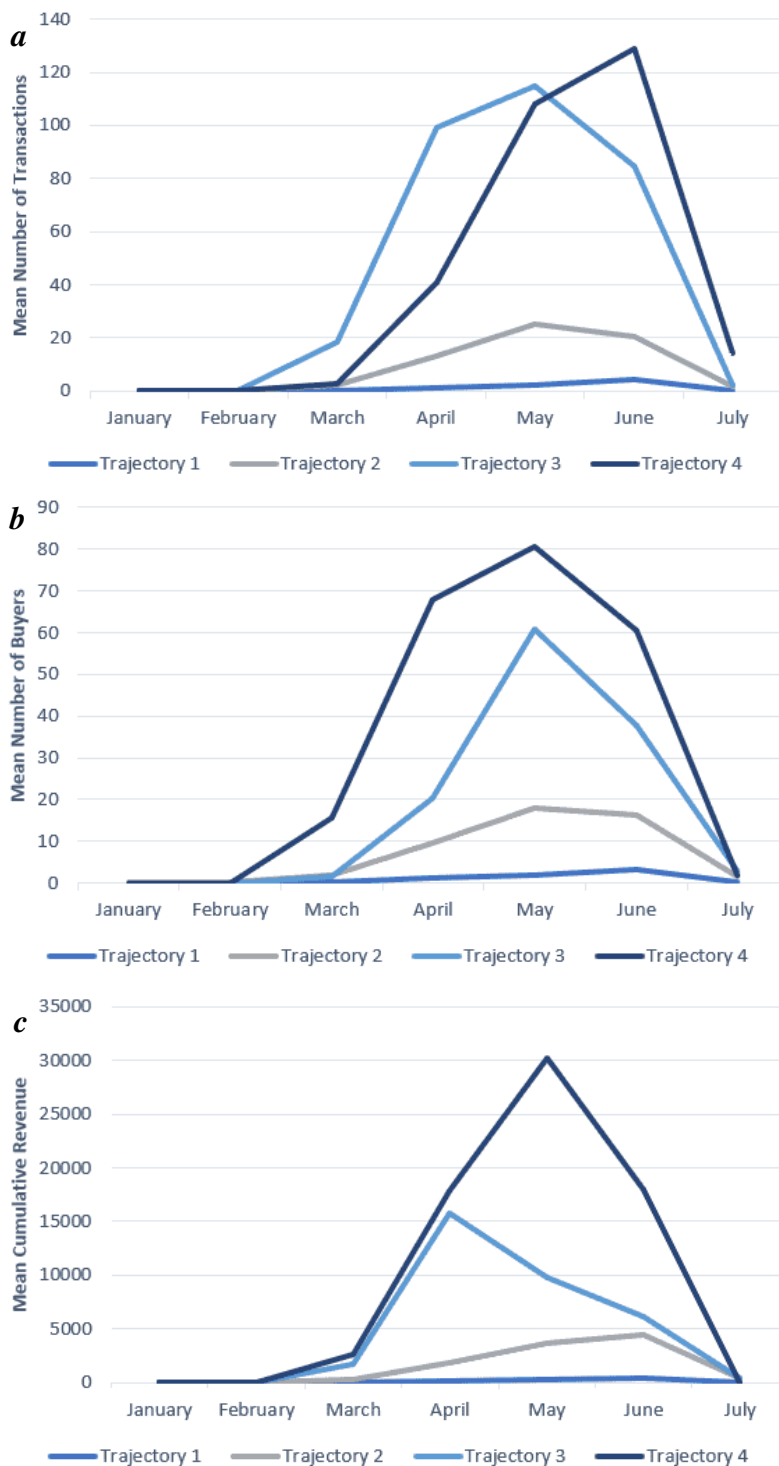 a
Mean Number of Transactions
140
120
100
80
60
40
20
0
January February March April May June July
Trajectory 1 Trajectory 2 Trajectory 3 Trajectory 4
b
Mean Number of Buyers
90
80
70
60
50
40
30
20
10
0
January February March April May June July
Trajectory 1 Trajectory 2 Trajectory 3 Trajectory 4
c
Mean Cumulative Revenue
35000
30000
25000
20000
15000
10000
5000
0
January February March April May June July
Trajectory 1 Trajectory 2 Trajectory 3 Trajectory 4